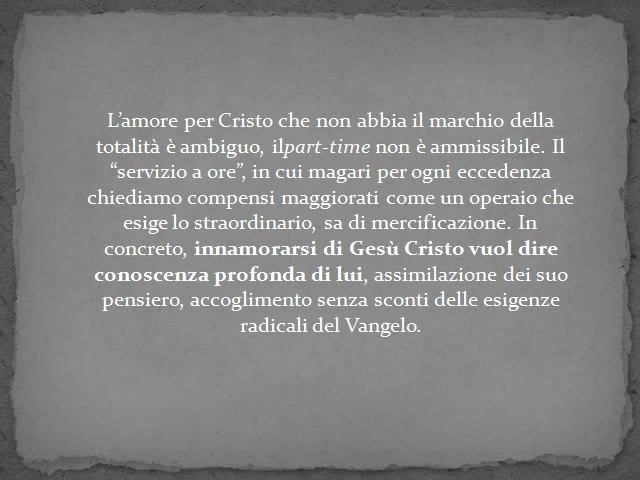 L’amore per Cristo che non abbia il marchio della
totalità è ambiguo, ilpart-time non è ammissibile. Il
“servizio a ore”, in cui magari per ogni eccedenza
chiediamo compensi maggiorati come un operaio che
esige lo straordinario, sa di mercificazione. In
concreto, innamorarsi di Gesù Cristo vuol dire
conoscenza profonda di lui, assimilazione dei suo
pensiero, accoglimento senza sconti delle esigenze
radicali del Vangelo.